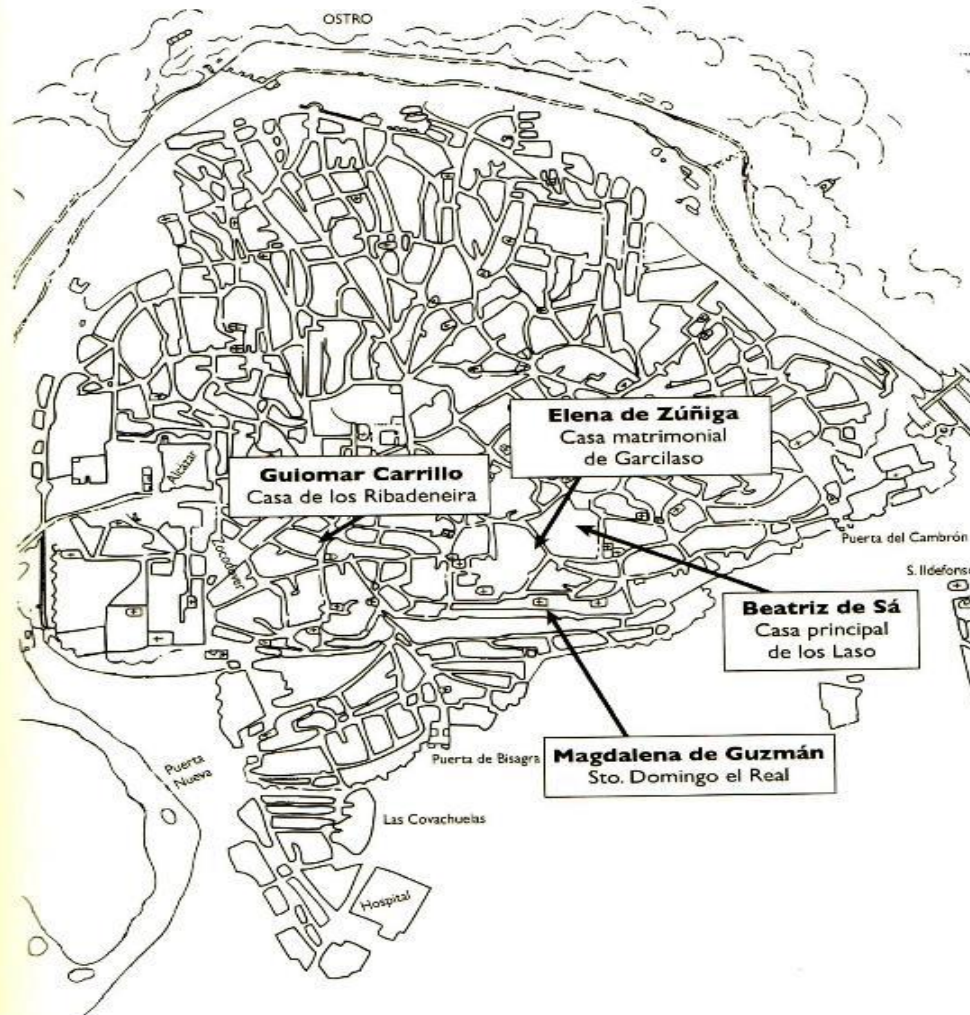 OSTRO
Elena de Zúñiga
Casa matrimonial
de Garcilaso
Alcázar
Guiomar Carrillo
Casa de los Ribadeneira
Zocodover
Puerta del Cambrón
S. Ildefonso
Beatriz de Sá
Casa principal
de los Laso
Magdalena de Guzmán
Sto. Domingo el Real
Puerta de Bisagra
Puerta
Nueva
Las Covachuelas
Hospital